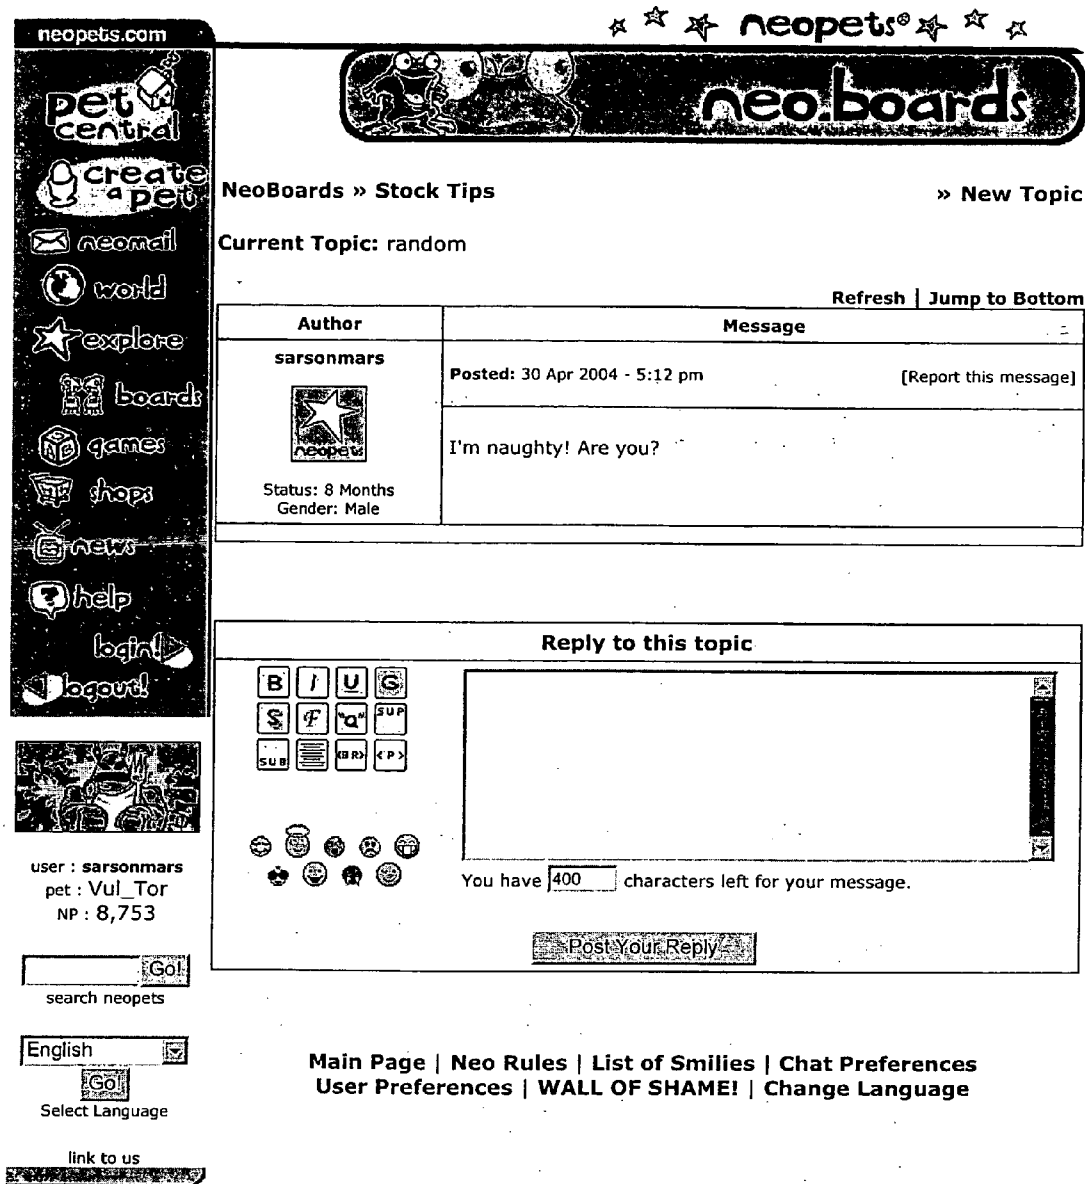 neopets.com
neopets®
pet
central
neo.boards
create
a pet
NeoBoards » Stock Tips
» New Topic
neomail
Current Topic: random
world
Refresh | Jump to Bottom
explore
Author
Message
sarsonmars
Posted: 30 Apr 2004 - 5:12 pm
[Report this message]
boards
games
neopets
I'm naughty! Are you?
shops
Status: 8 Months
Gender: Male
news
help
login!
logout!
Reply to this topic
B I U G
S F "Q" SUP
SUB <BR> <P>
You have 400 characters left for your message.
Post Your Reply
user : sarsonmars
pet : Vul_Tor
NP : 8,753
Go!
search neopets
English
Go!
Select Language
Main Page | Neo Rules | List of Smilies | Chat Preferences
User Preferences | WALL OF SHAME! | Change Language
link to us